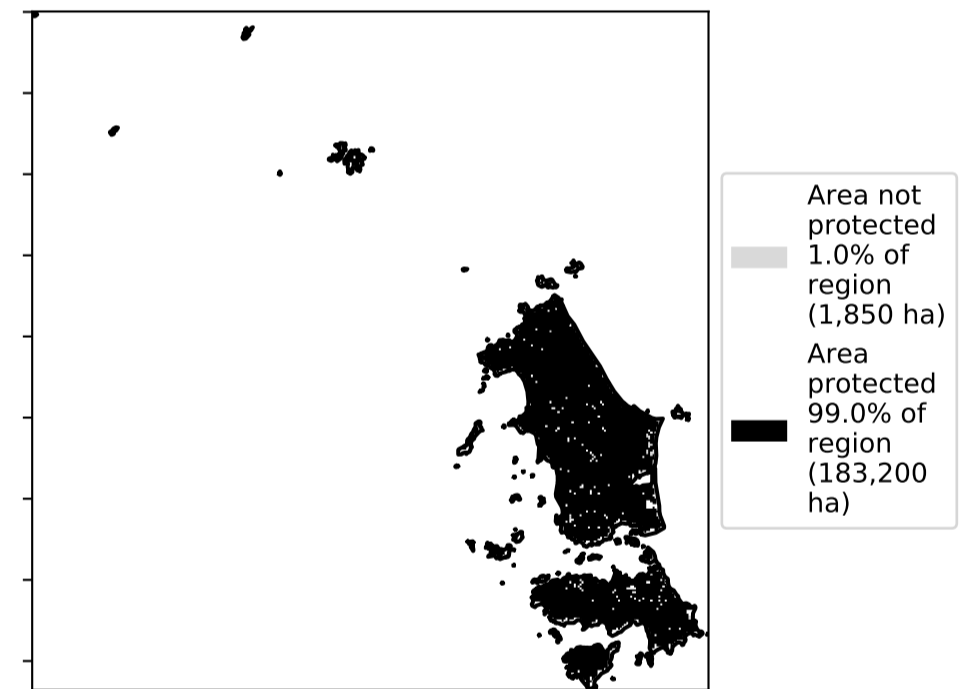 Area not
protected
1.0% of
region
(1,850 ha)
Area
protected
99.0% of
region
(183,200
ha)